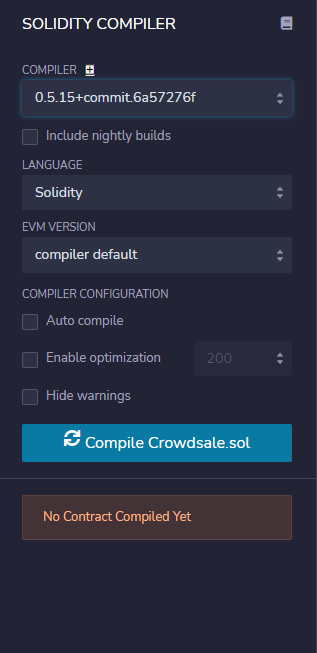 SOLIDITY COMPILER
COMPILER
0.5.15+commit.6a57276f
Include nightly builds
LANGUAGE
Solidity
EVM VERSION
compiler default
COMPILER CONFIGURATION
Auto compile
Enable optimization 200
Hide warnings
Compile Crowdsale.sol
No Contract Compiled Yet